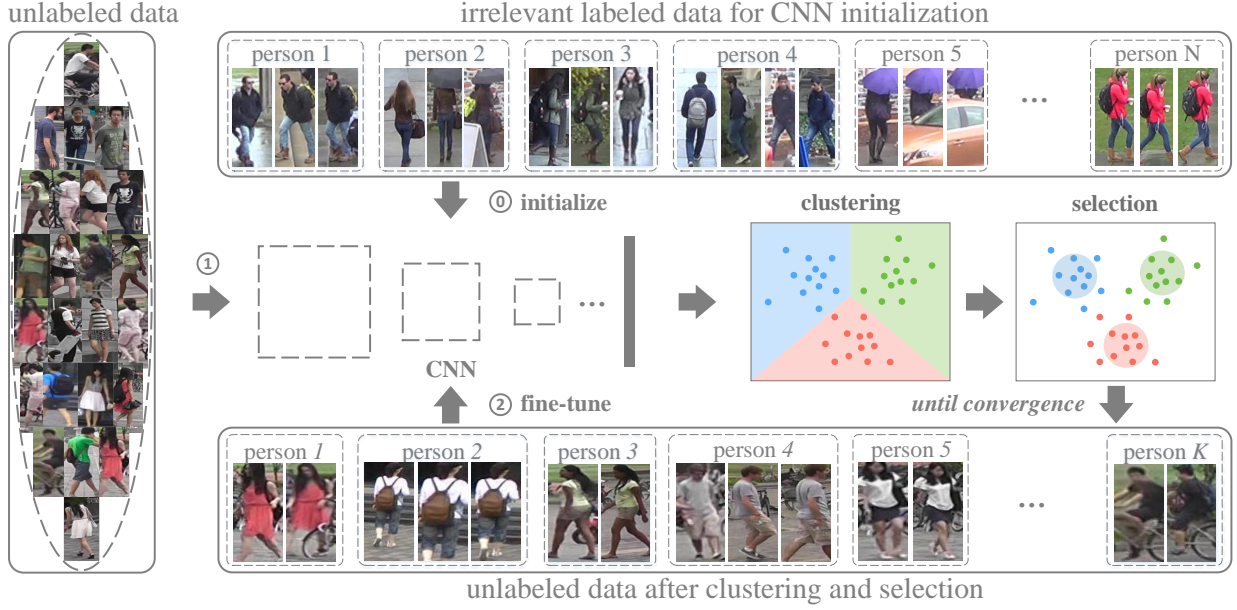 unlabeled data
irrelevant labeled data for CNN initialization
person 1
person 2
person 3
person 4
person 5
...
person N
⓪ initialize
clustering
selection
①
...
CNN
② fine-tune
until convergence
person 1
person 2
person 3
person 4
person 5
...
person K
unlabeled data after clustering and selection